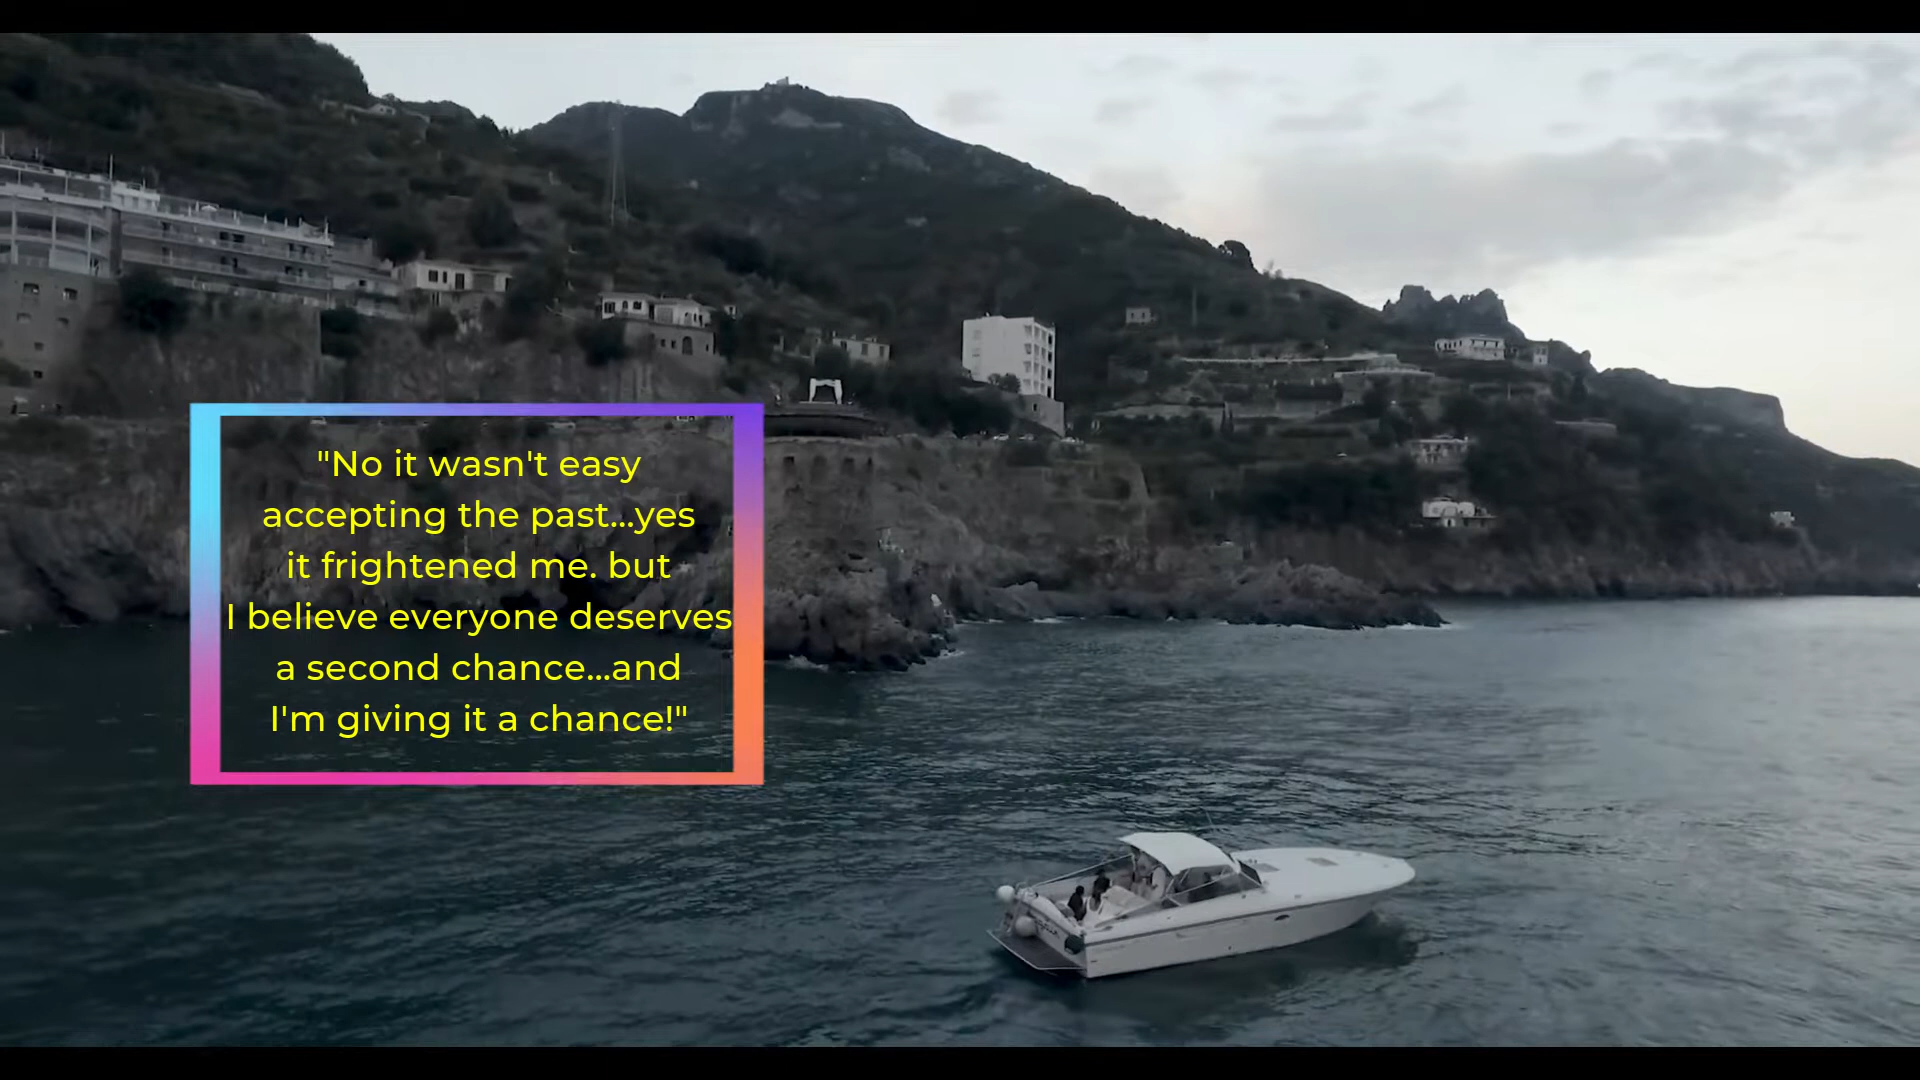 "No it wasn't easy
accepting the past...yes
it frightened me. but
I believe everyone deserves
a second chance...and
I'm giving it a chance!"